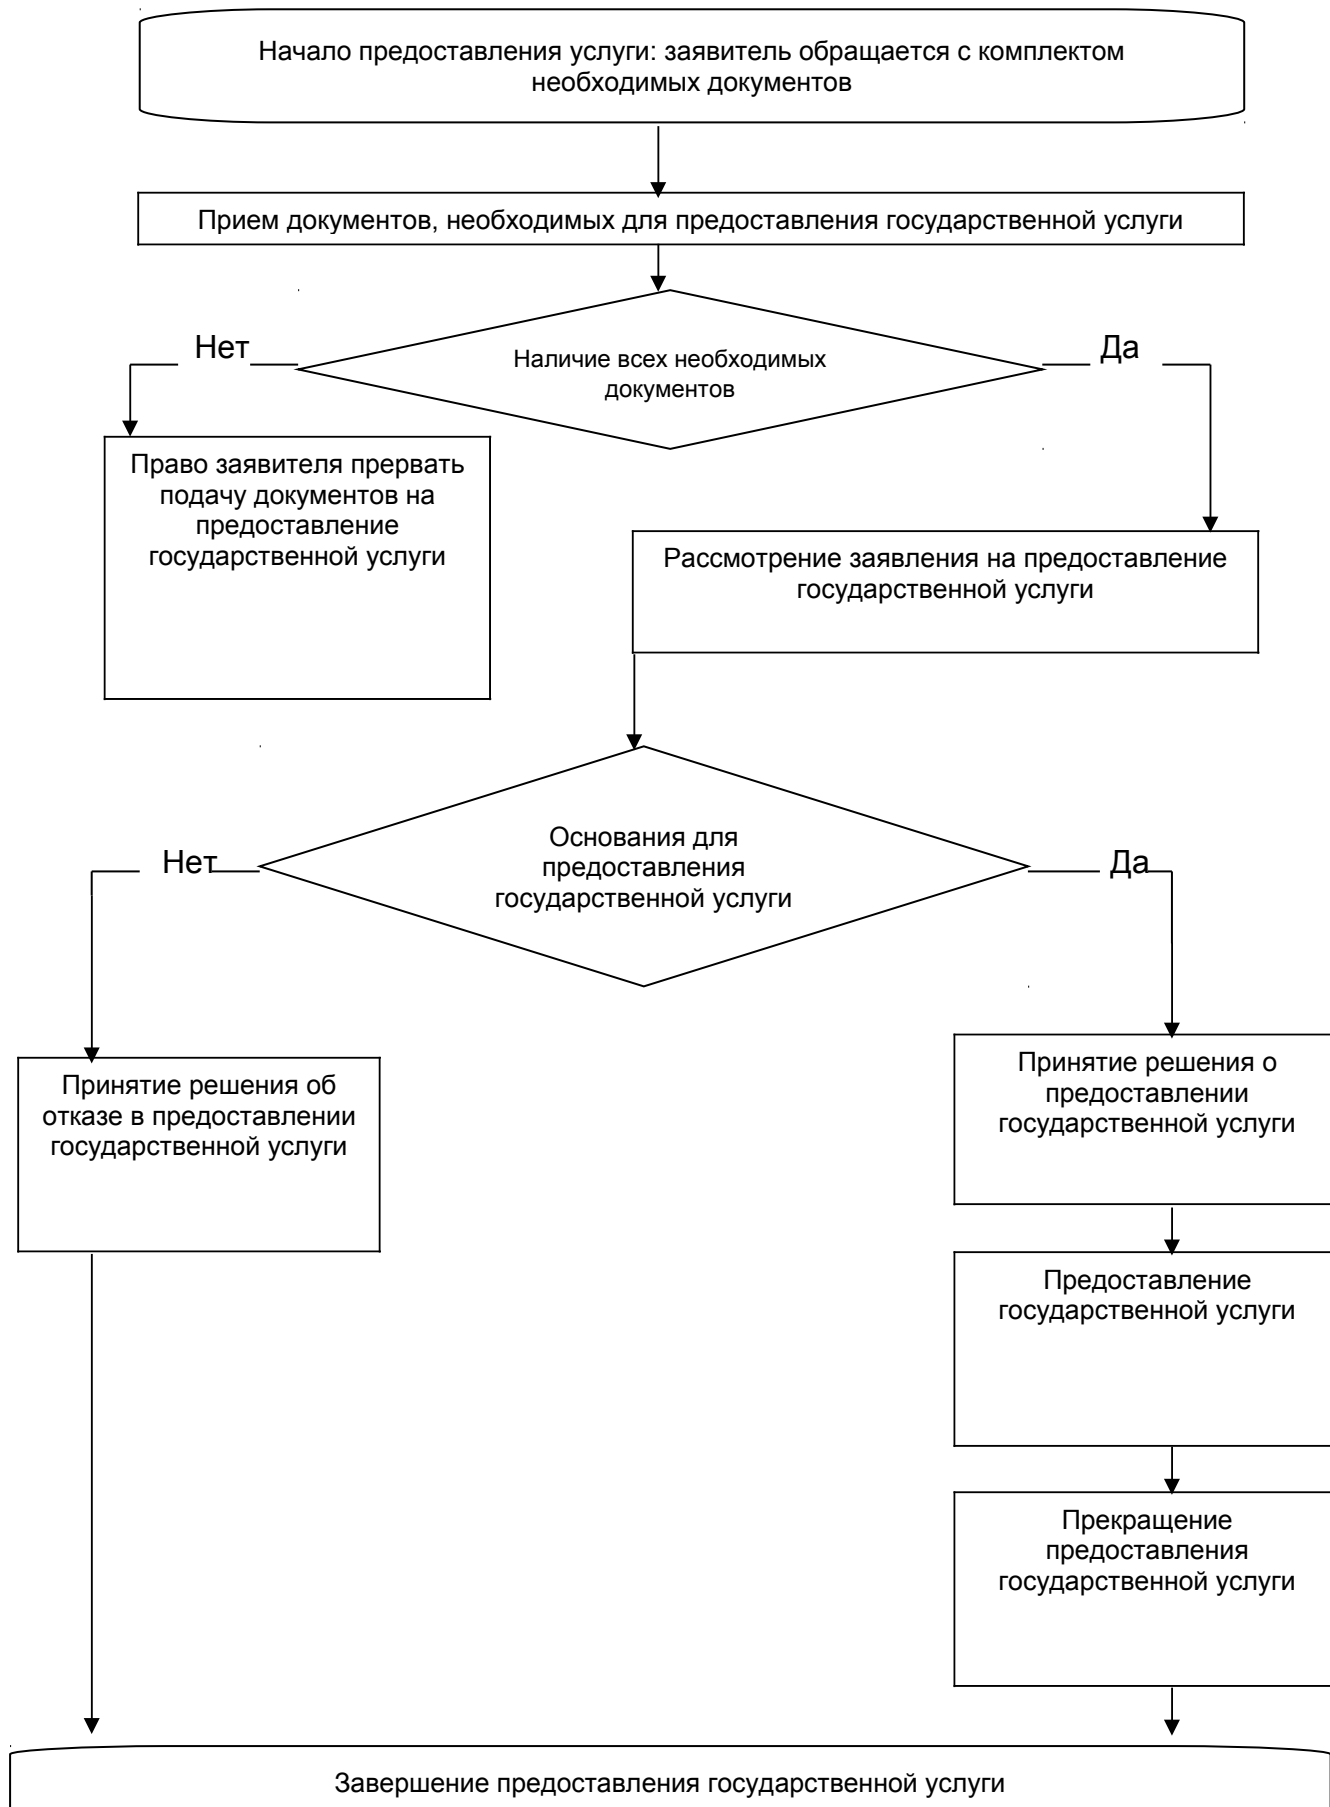 Начало предоставления услуги: заявитель обращается с комплектом
необходимых документов
Прием документов, необходимых для предоставления государственной услуги
Нет
Да
Наличие всех необходимых
документов
Право заявителя прервать
подачу документов на
предоставление
государственной услуги
Рассмотрение заявления на предоставление
государственной услуги
Нет
Да
Основания для
предоставления
государственной услуги
Принятие решения об
отказе в предоставлении
государственной услуги
Принятие решения о
предоставлении
государственной услуги
Предоставление
государственной услуги
Прекращение
предоставления
государственной услуги
Завершение предоставления государственной услуги